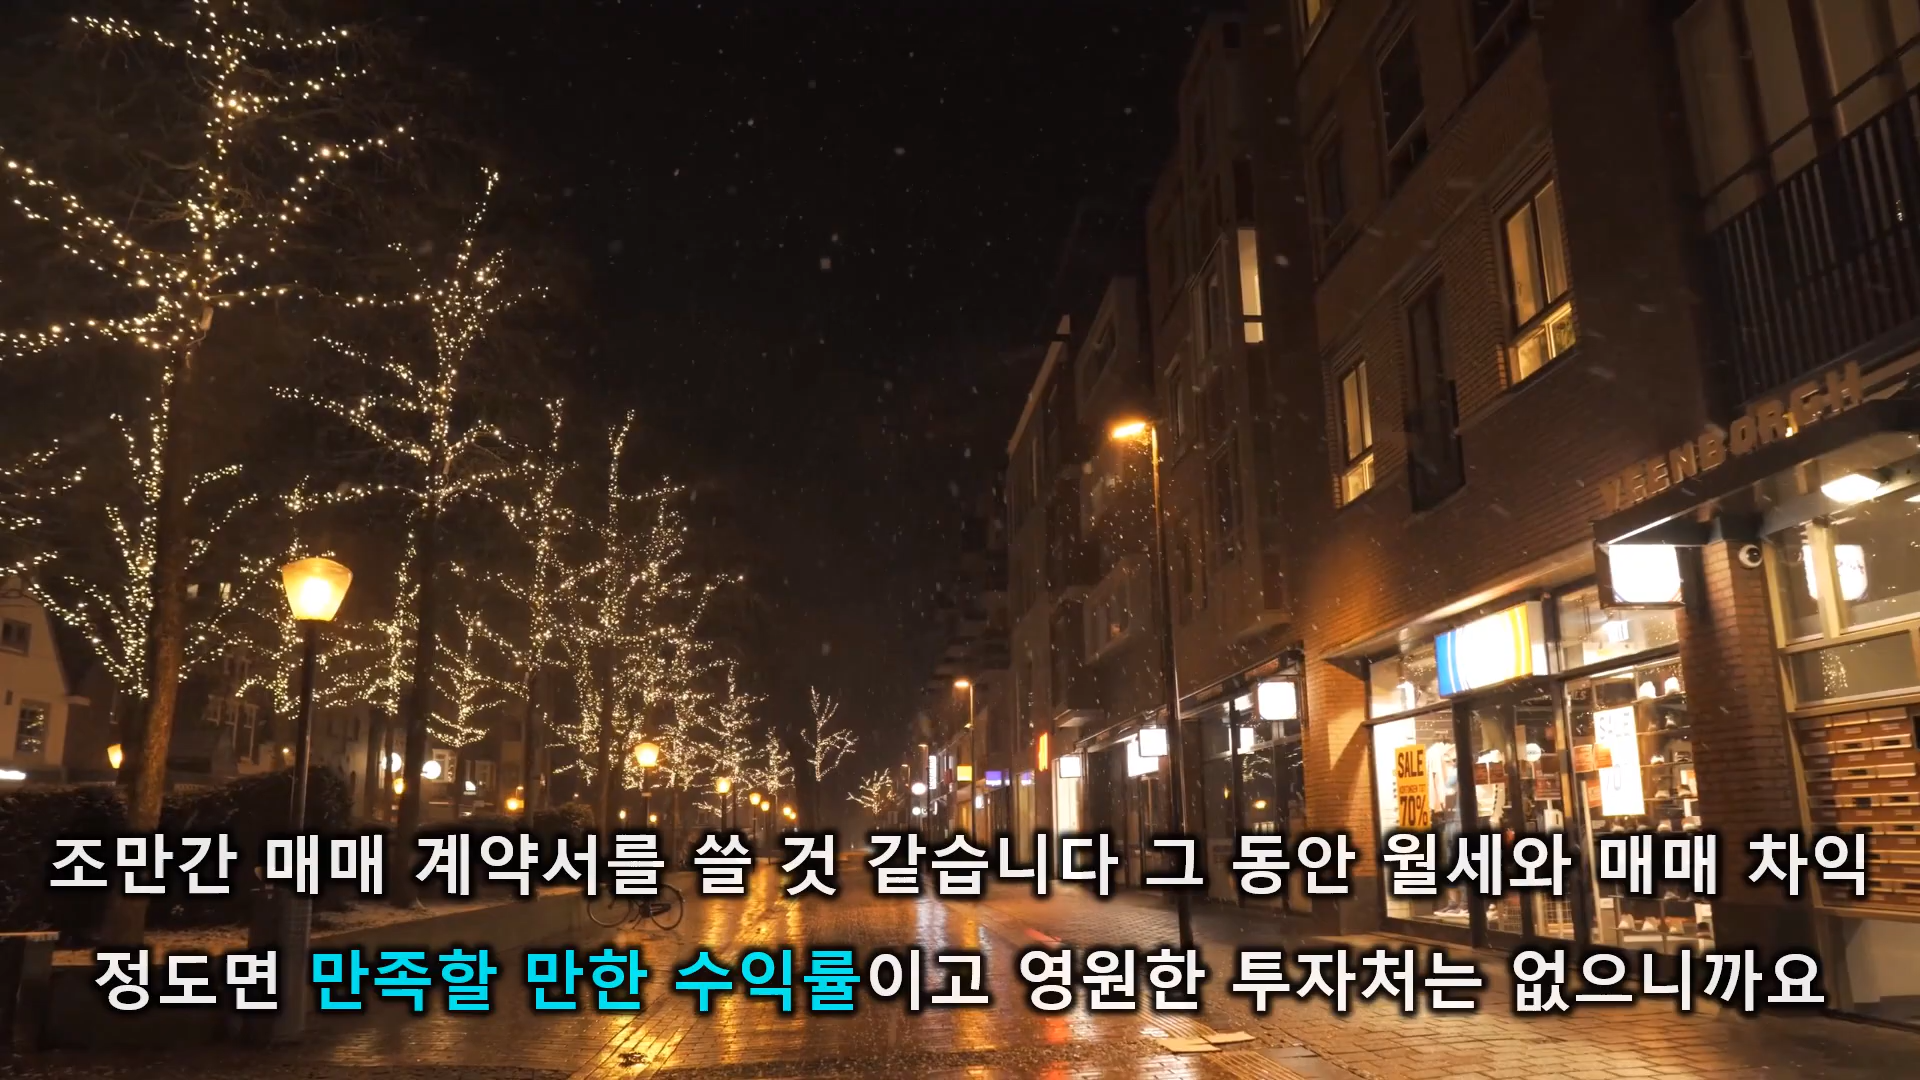 VEENBORCH
SALE
70%
SALE
조만간 매매 계약서를 쓸 것 같습니다 그 동안 월세와 매매 차익
정도면 만족할 만한 수익률이고 영원한 투자처는 없으니까요